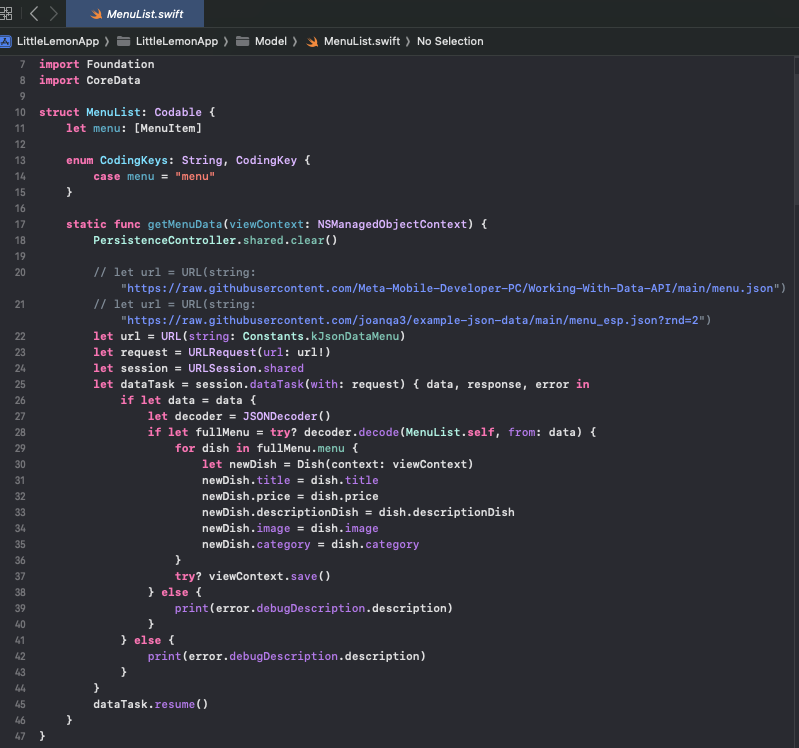 MenuList.swift
LittleLemonApp 〉 LittleLemonApp 〉 Model 〉 MenuList.swift 〉 No Selection
7 import Foundation
8 import CoreData
9
10 struct MenuList: Codable {
11     let menu: [MenuItem]
12
13     enum CodingKeys: String, CodingKey {
14         case menu = "menu"
15     }
16
17     static func getMenuData(viewContext: NSManagedObjectContext) {
18         PersistenceController.shared.clear()
19
20         // let url = URL(string:
            "https://raw.githubusercontent.com/Meta-Mobile-Developer-PC/Working-With-Data-API/main/menu.json")
21         // let url = URL(string:
            "https://raw.githubusercontent.com/joanqa3/example-json-data/main/menu_esp.json?rnd=2")
22         let url = URL(string: Constants.kJsonDataMenu)
23         let request = URLRequest(url: url!)
24         let session = URLSession.shared
25         let dataTask = session.dataTask(with: request) { data, response, error in
26             if let data = data {
27                 let decoder = JSONDecoder()
28                 if let fullMenu = try? decoder.decode(MenuList.self, from: data) {
29                     for dish in fullMenu.menu {
30                         let newDish = Dish(context: viewContext)
31                         newDish.title = dish.title
32                         newDish.price = dish.price
33                         newDish.descriptionDish = dish.descriptionDish
34                         newDish.image = dish.image
35                         newDish.category = dish.category
36                     }
37                     try? viewContext.save()
38                 } else {
39                     print(error.debugDescription.description)
40                 }
41             } else {
42                 print(error.debugDescription.description)
43             }
44         }
45         dataTask.resume()
46     }
47 }